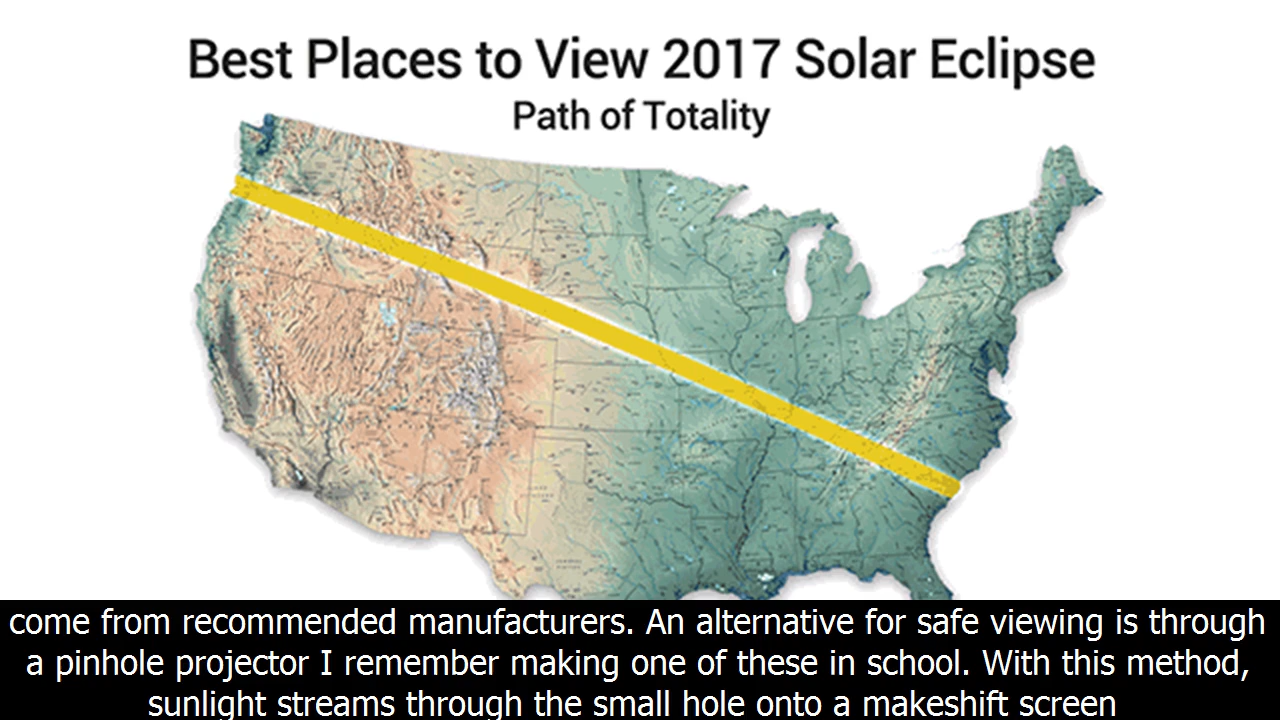 Best Places to View 2017 Solar Eclipse
Path of Totality
come from recommended manufacturers. An alternative for safe viewing is through
a pinhole projector I remember making one of these in school. With this method,
sunlight streams through the small hole onto a makeshift screen